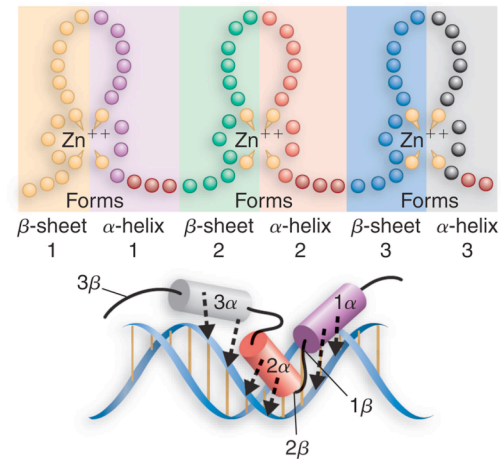 Zn++ Zn++ Zn++
Forms Forms Forms
β-sheet α-helix β-sheet α-helix β-sheet α-helix
1 1 2 2 3 3
3β
3α
1α
2α
1β
2β